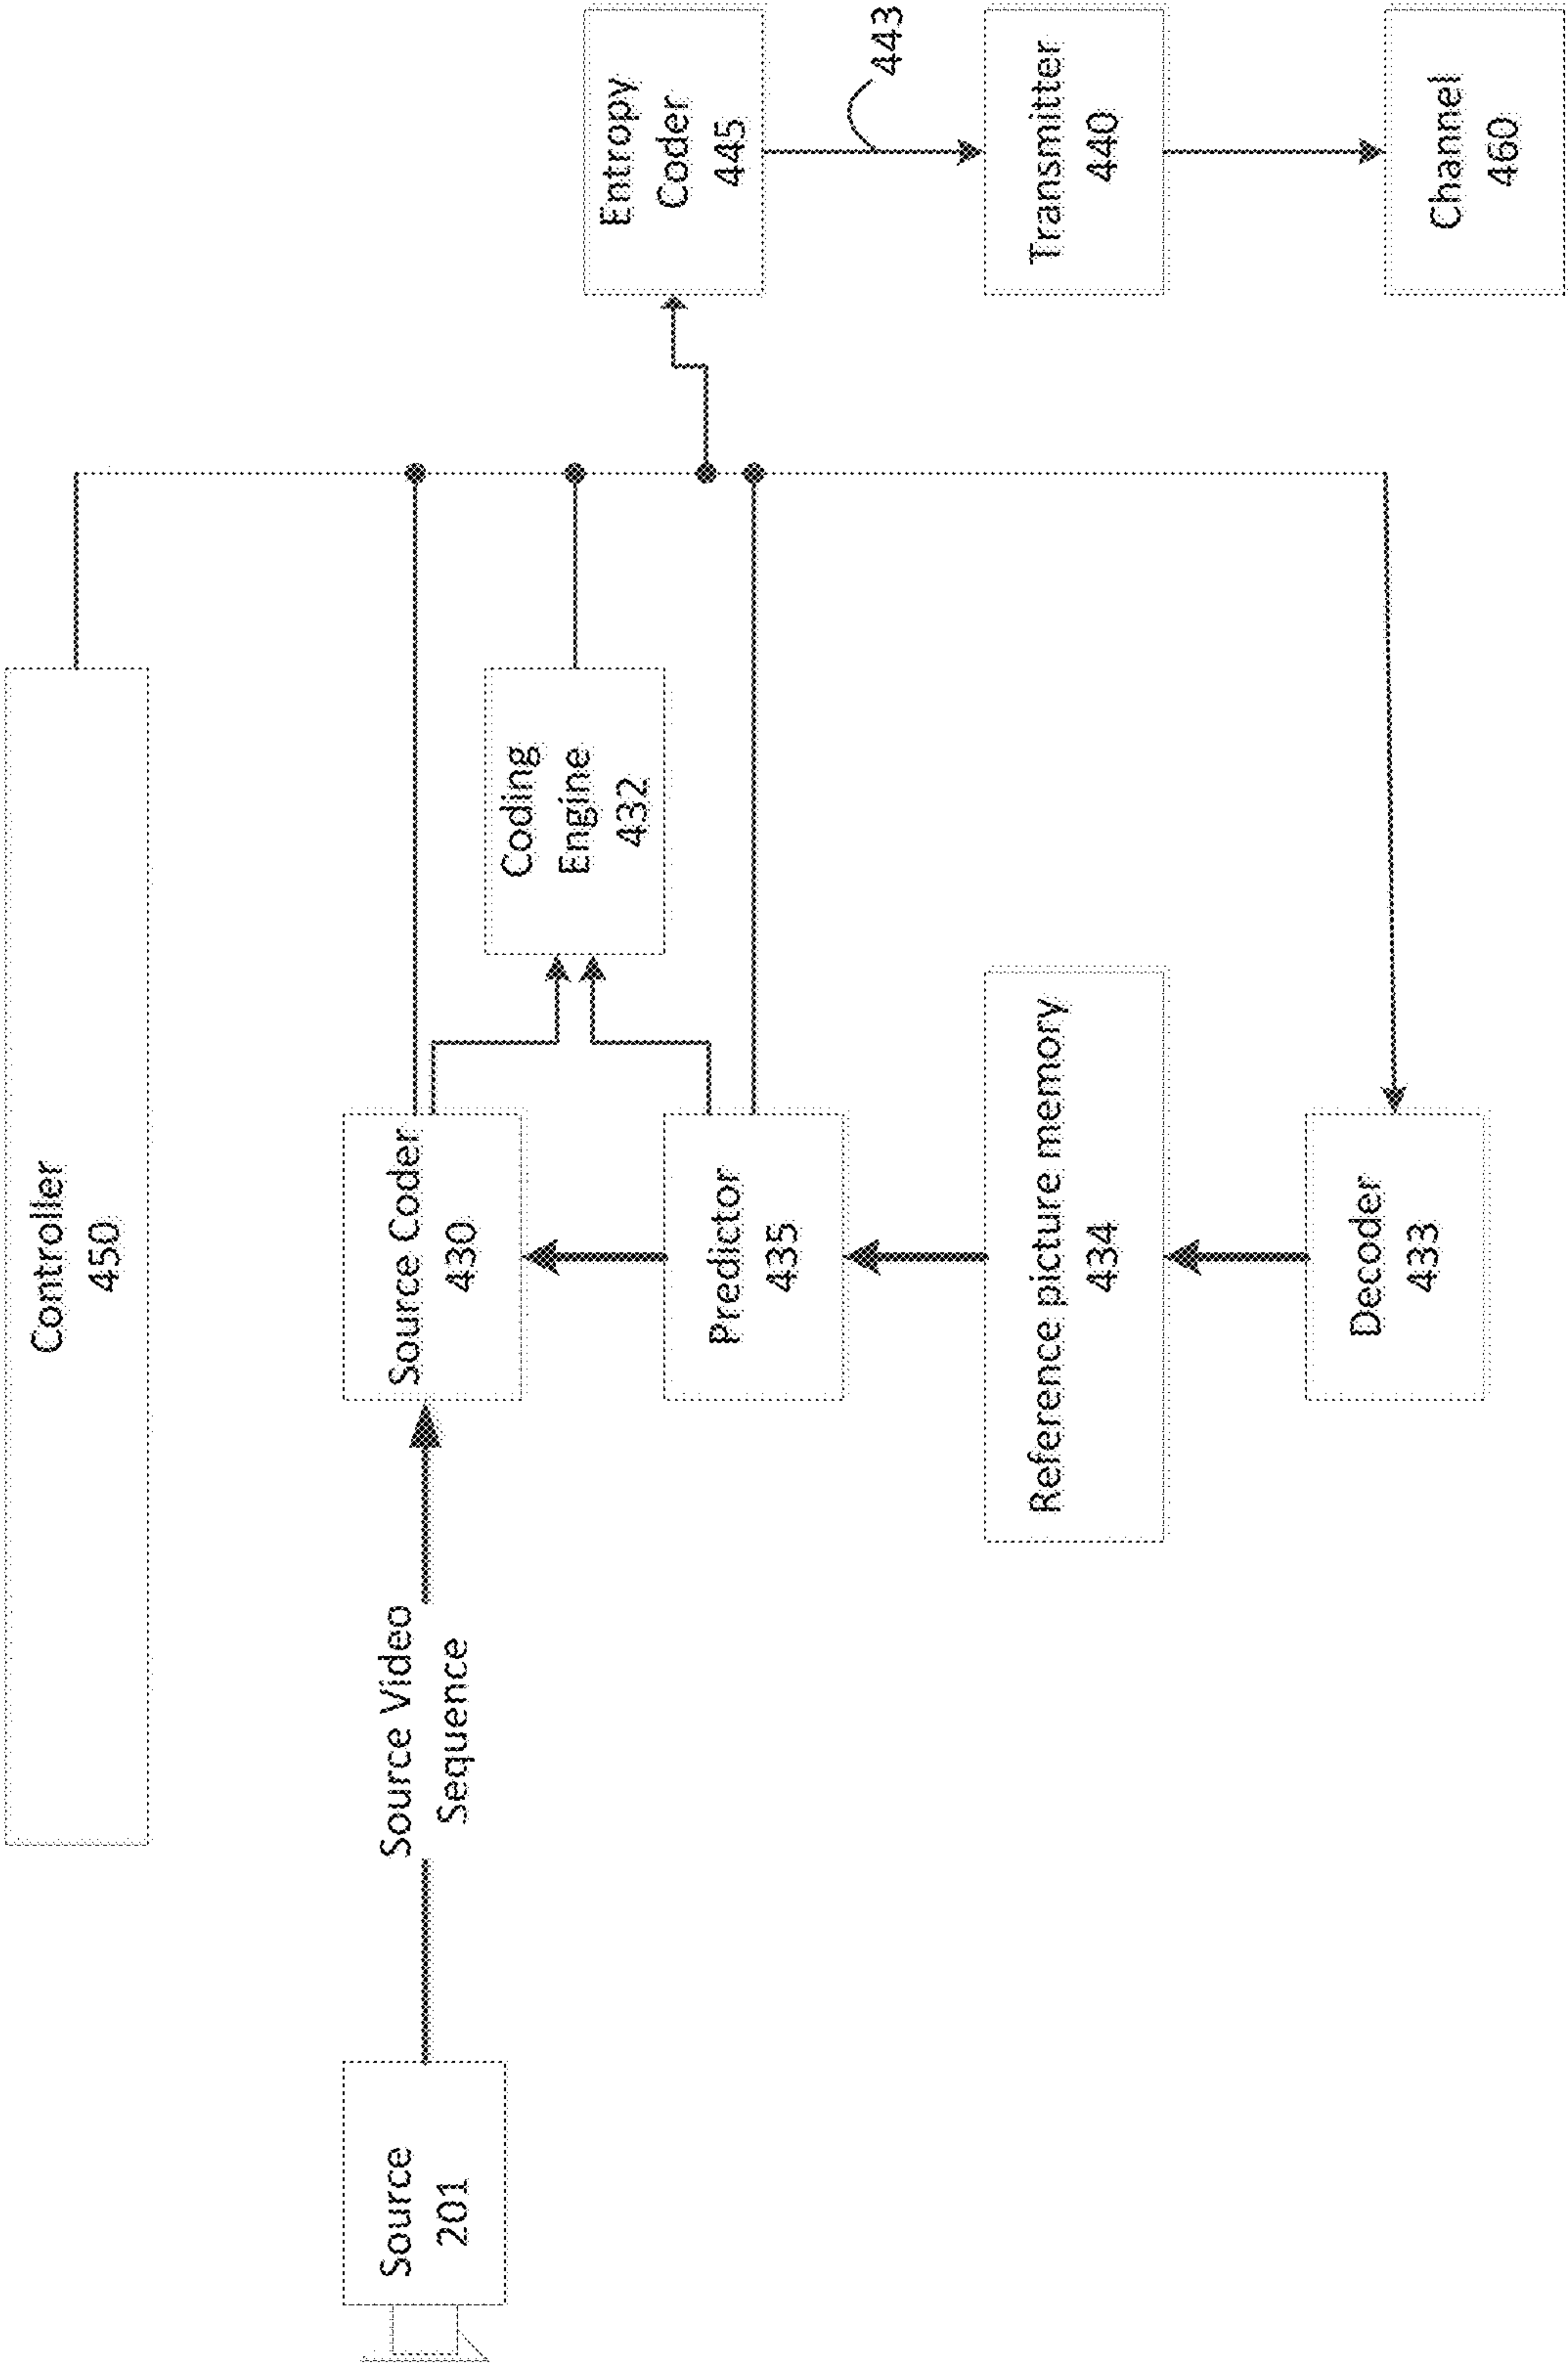 Controller
450
Source
201
Source Video
Sequence
Source Coder
430
Coding
Engine
432
Predictor
435
Reference picture memory
434
Decoder
433
Entropy
Coder
445
443
Transmitter
440
Channel
460